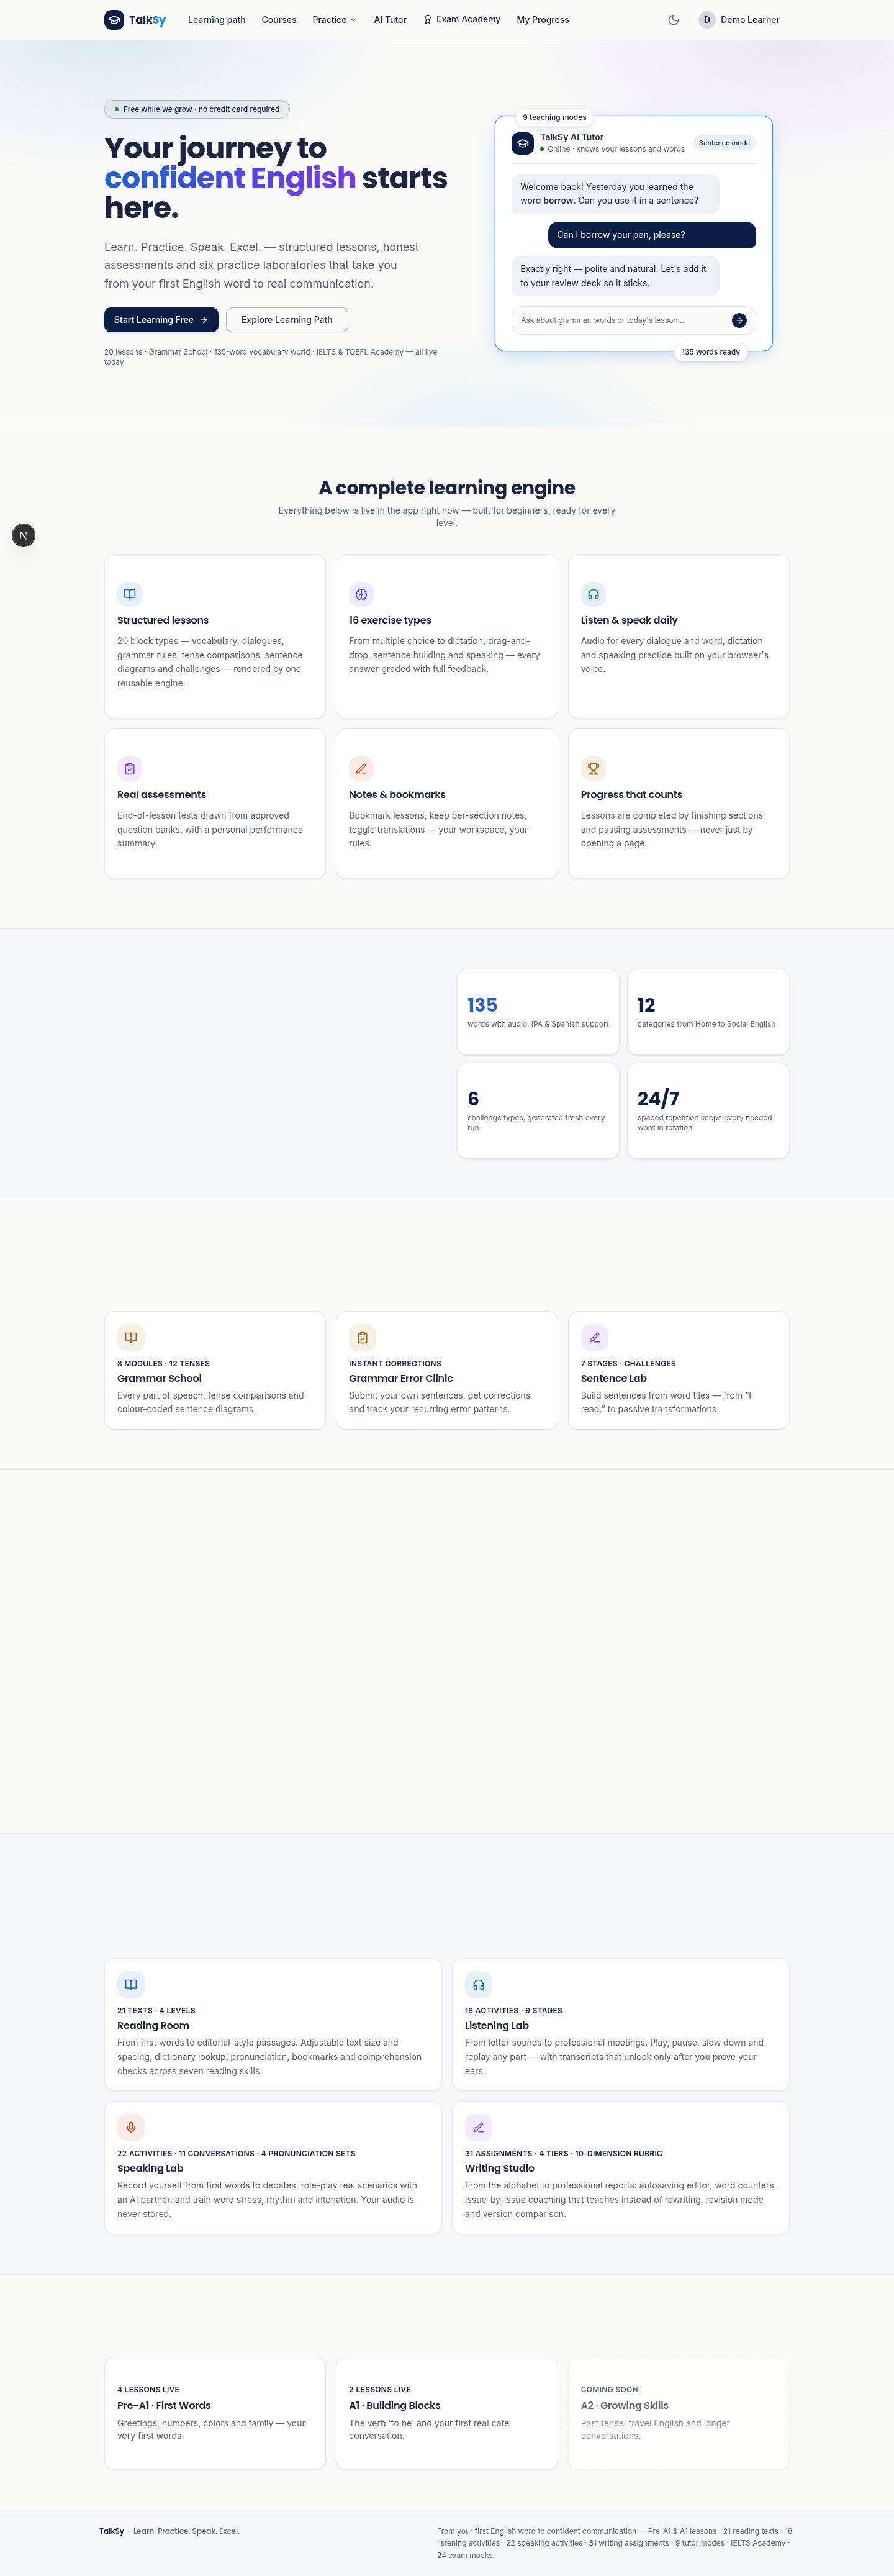 TalkSy
Learning path
Courses
Practice
AI Tutor
Exam Academy
My Progress
D
Demo Learner
Free while we grow · no credit card required
Your journey to
confident English starts
here.
Learn. Practice. Speak. Excel. — structured lessons, honest
assessments and six practice laboratories that take you
from your first English word to real communication.
Start Learning Free
Explore Learning Path
20 lessons · Grammar School · 135-word vocabulary world · IELTS & TOEFL Academy — all live
today
9 teaching modes
TalkSy AI Tutor
Online · knows your lessons and words
Sentence mode
Welcome back! Yesterday you learned the
word borrow. Can you use it in a sentence?
Can I borrow your pen, please?
Exactly right — polite and natural. Let's add it
to your review deck so it sticks.
Ask about grammar, words or today's lesson...
135 words ready
N
A complete learning engine
Everything below is live in the app right now — built for beginners, ready for every
level.
Structured lessons
20 block types — vocabulary, dialogues,
grammar rules, tense comparisons, sentence
diagrams and challenges — rendered by one
reusable engine.
16 exercise types
From multiple choice to dictation, drag-and-
drop, sentence building and speaking — every
answer graded with full feedback.
Listen & speak daily
Audio for every dialogue and word, dictation
and speaking practice built on your browser's
voice.
Real assessments
End-of-lesson tests drawn from approved
question banks, with a personal performance
summary.
Notes & bookmarks
Bookmark lessons, keep per-section notes,
toggle translations — your workspace, your
rules.
Progress that counts
Lessons are completed by finishing sections
and passing assessments — never just by
opening a page.
135
words with audio, IPA & Spanish support
12
categories from Home to Social English
6
challenge types, generated fresh every
run
24/7
spaced repetition keeps every needed
word in rotation
8 MODULES · 12 TENSES
Grammar School
Every part of speech, tense comparisons and
colour-coded sentence diagrams.
INSTANT CORRECTIONS
Grammar Error Clinic
Submit your own sentences, get corrections
and track your recurring error patterns.
7 STAGES · CHALLENGES
Sentence Lab
Build sentences from word tiles — from “I
read.” to passive transformations.
21 TEXTS · 4 LEVELS
Reading Room
From first words to editorial-style passages. Adjustable text size and
spacing, dictionary lookup, pronunciation, bookmarks and comprehension
checks across seven reading skills.
18 ACTIVITIES · 9 STAGES
Listening Lab
From letter sounds to professional meetings. Play, pause, slow down and
replay any part — with transcripts that unlock only after you prove your
ears.
22 ACTIVITIES · 11 CONVERSATIONS · 4 PRONUNCIATION SETS
Speaking Lab
Record yourself from first words to debates, role-play real scenarios with
an AI partner, and train word stress, rhythm and intonation. Your audio is
never stored.
31 ASSIGNMENTS · 4 TIERS · 10-DIMENSION RUBRIC
Writing Studio
From the alphabet to professional reports: autosaving editor, word counters,
issue-by-issue coaching that teaches instead of rewriting, revision mode
and version comparison.
4 LESSONS LIVE
Pre-A1 · First Words
Greetings, numbers, colors and family — your
very first words.
2 LESSONS LIVE
A1 · Building Blocks
The verb 'to be' and your first real café
conversation.
COMING SOON
A2 · Growing Skills
Past tense, travel English and longer
conversations.
TalkSy · Learn. Practice. Speak. Excel.
From your first English word to confident communication — Pre-A1 & A1 lessons · 21 reading texts · 18
listening activities · 22 speaking activities · 31 writing assignments · 9 tutor modes · IELTS Academy ·
24 exam mocks